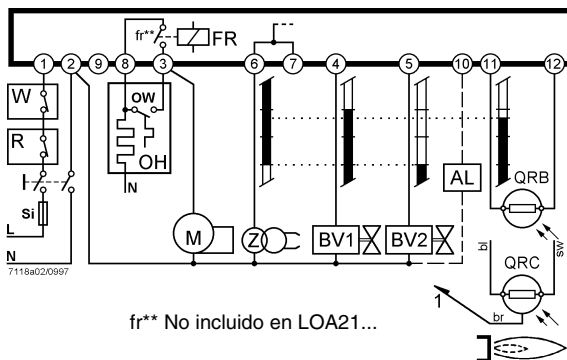 fr** FR
1 2 9 8 3 6 7 4 5 10 11 12
W
OW
R
OH
N
AL
QRB
Si
L
M
Z
BV1
BV2
bl
sw
QRC
N
7118a02/0997
1
br
fr** No incluido en LOA21...